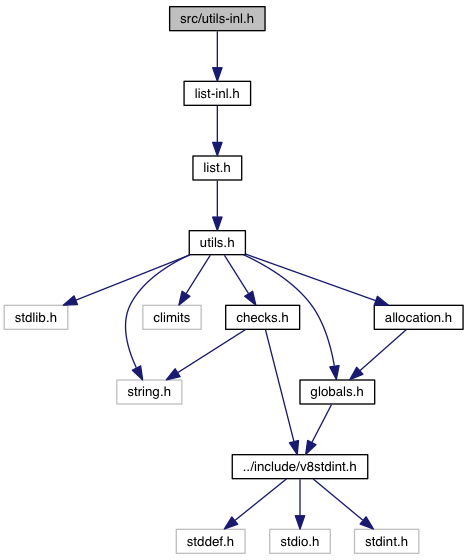 src/utils-inl.h
list-inl.h
list.h
utils.h
stdlib.h
climits
checks.h
allocation.h
string.h
globals.h
../include/v8stdint.h
stddef.h
stdio.h
stdint.h